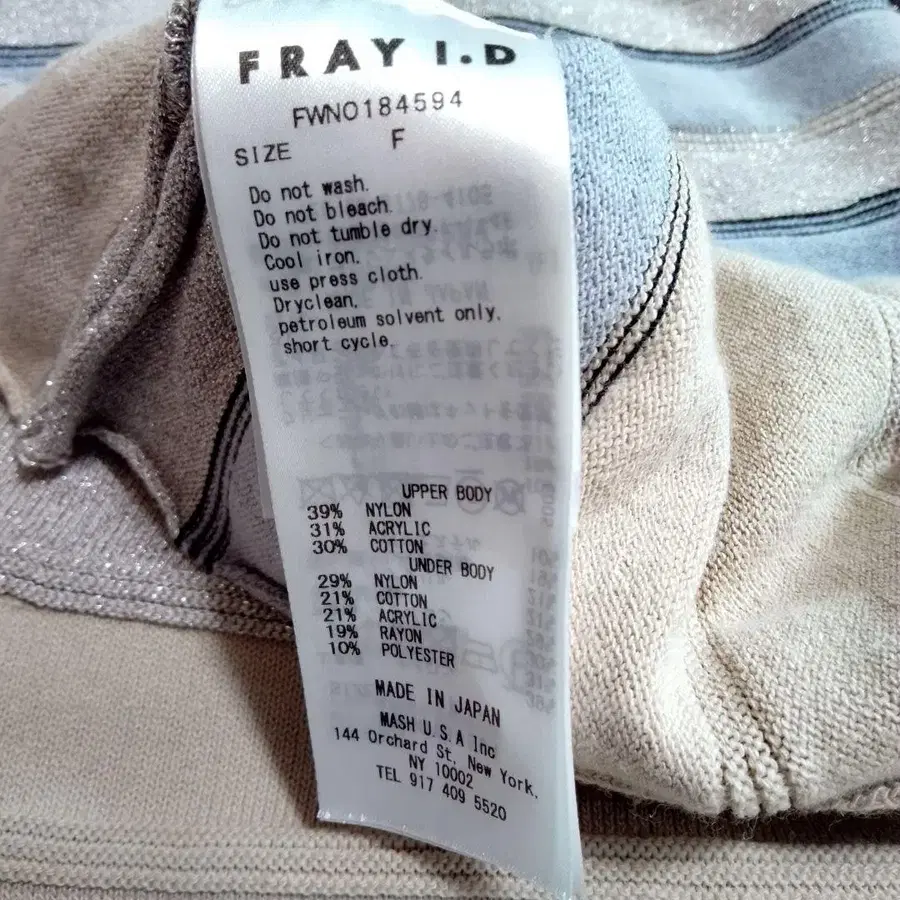 FRAY I.D
FWNO184594
SIZE F
Do not wash.
Do not bleach.
Do not tumble dry.
Cool iron.
use press cloth.
Dryclean.
petroleum solvent only.
short cycle.
UPPER BODY
39% NYLON
31% ACRYLIC
30% COTTON
UNDER BODY
29% NYLON
21% COTTON
21% ACRYLIC
19% RAYON
10% POLYESTER
MADE IN JAPAN
MASH U.S.A Inc
144 Orchard St, New York,
NY 10002
TEL 917 409 5520